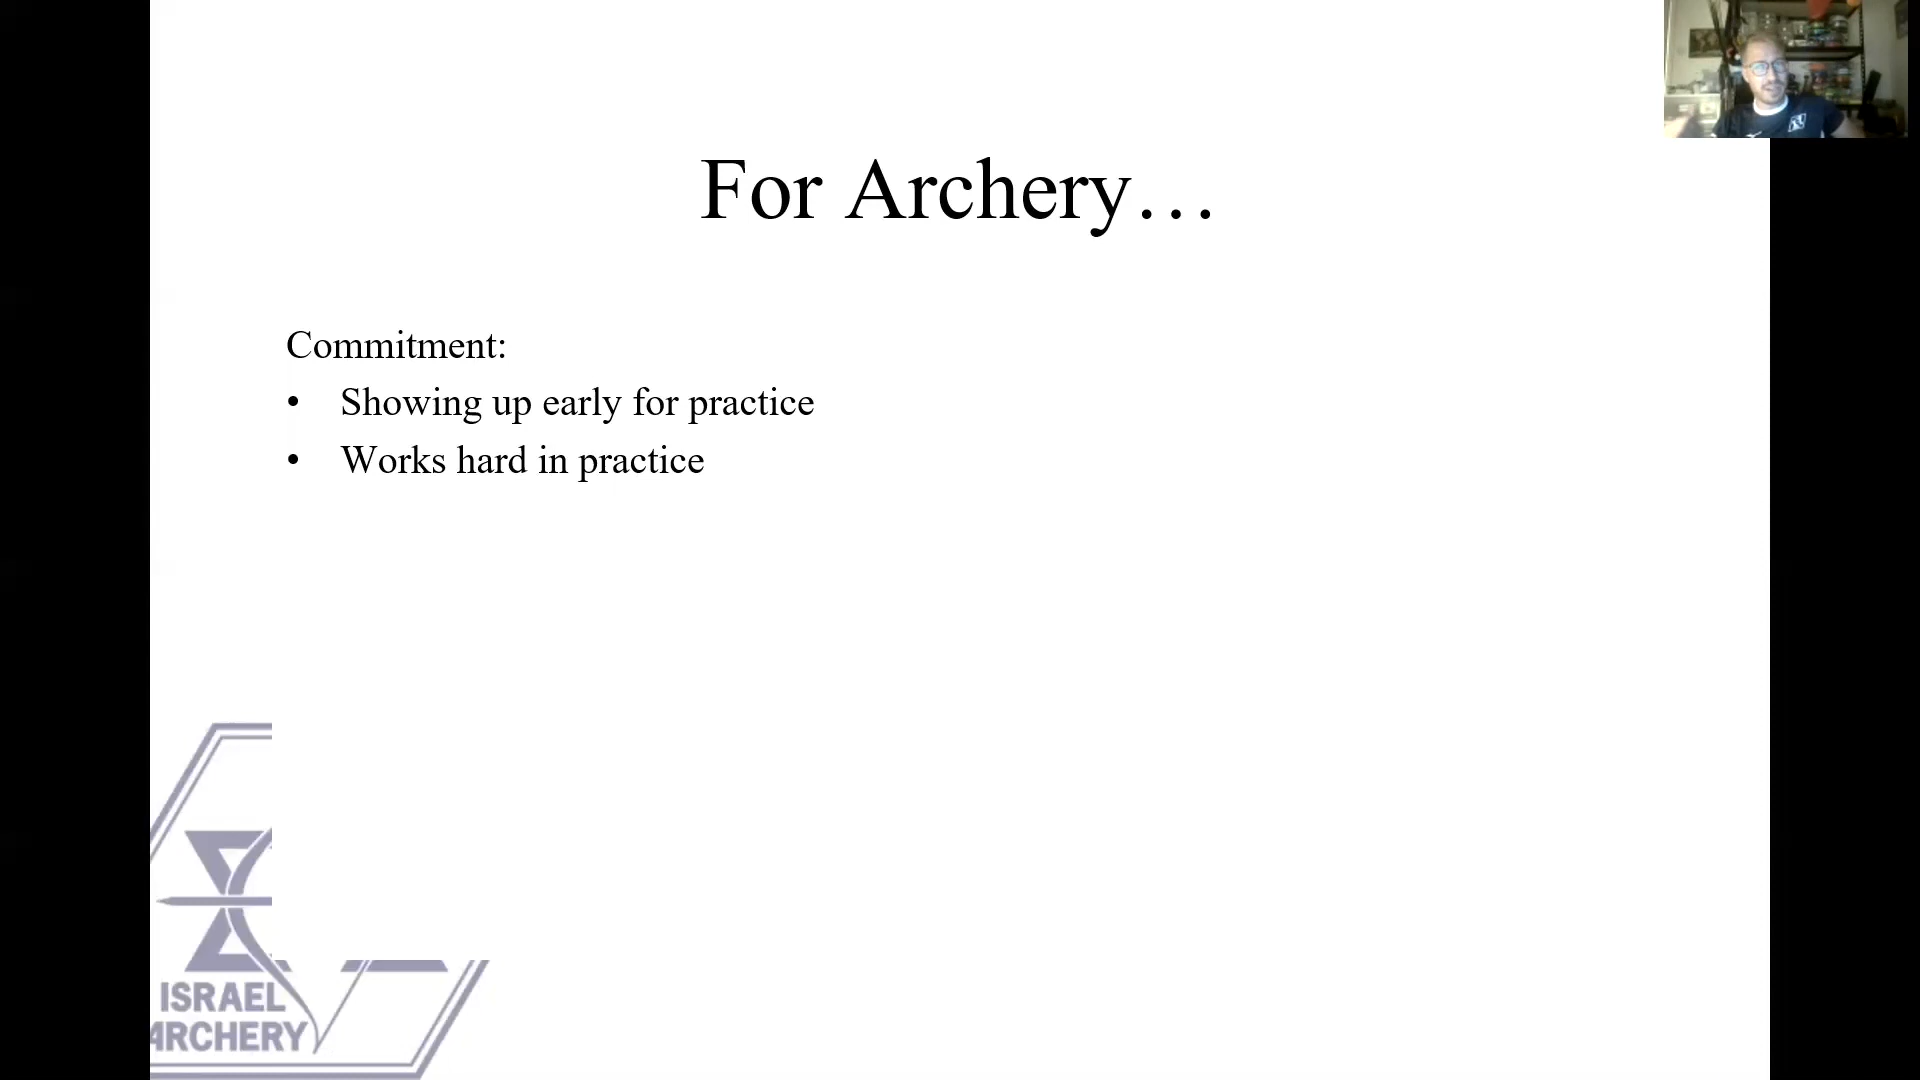 For Archery…
Commitment:
• Showing up early for practice
• Works hard in practice
ISRAEL
ARCHERY